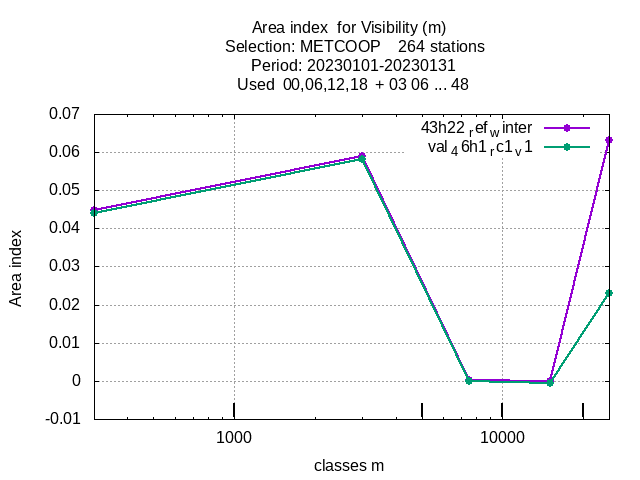 Area index  for Visibility (m)
Selection: METCOOP    264 stations
Period: 20230101-20230131
Used  00,06,12,18  + 03 06 ... 48
0.07
0.06
0.05
0.04
0.03
0.02
0.01
0
-0.01
Area index
43h22_ref_winter
val_46h1_rc1_v1
1000
10000
classes m